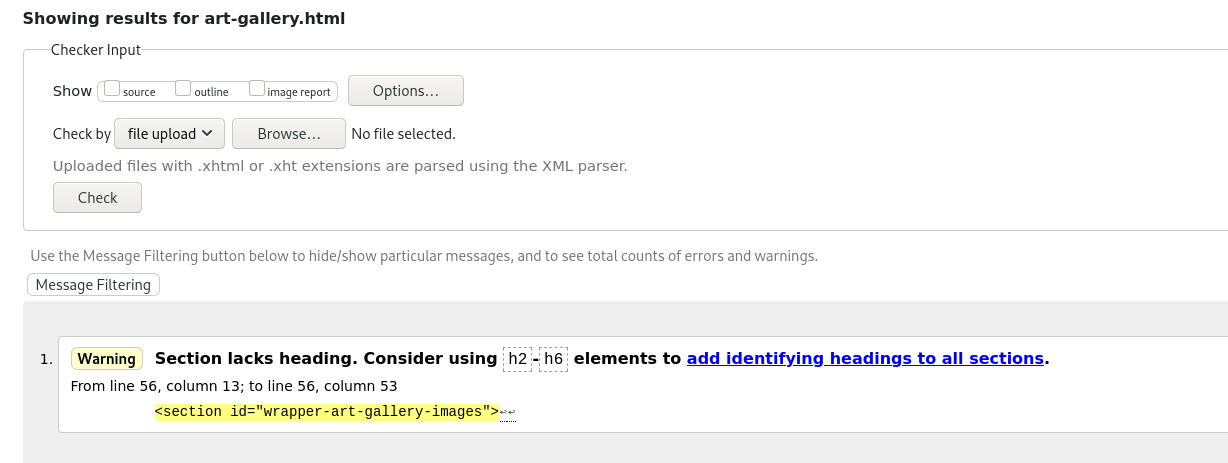 Showing results for art-gallery.html
Checker Input
Show source outline image report Options...
Check by file upload Browse... No file selected.
Uploaded files with .xhtml or .xht extensions are parsed using the XML parser.
Check
Use the Message Filtering button below to hide/show particular messages, and to see total counts of errors and warnings.
Message Filtering
1. Warning Section lacks heading. Consider using h2-h6 elements to add identifying headings to all sections.
From line 56, column 13; to line 56, column 53
<section id="wrapper-art-gallery-images">↩↩